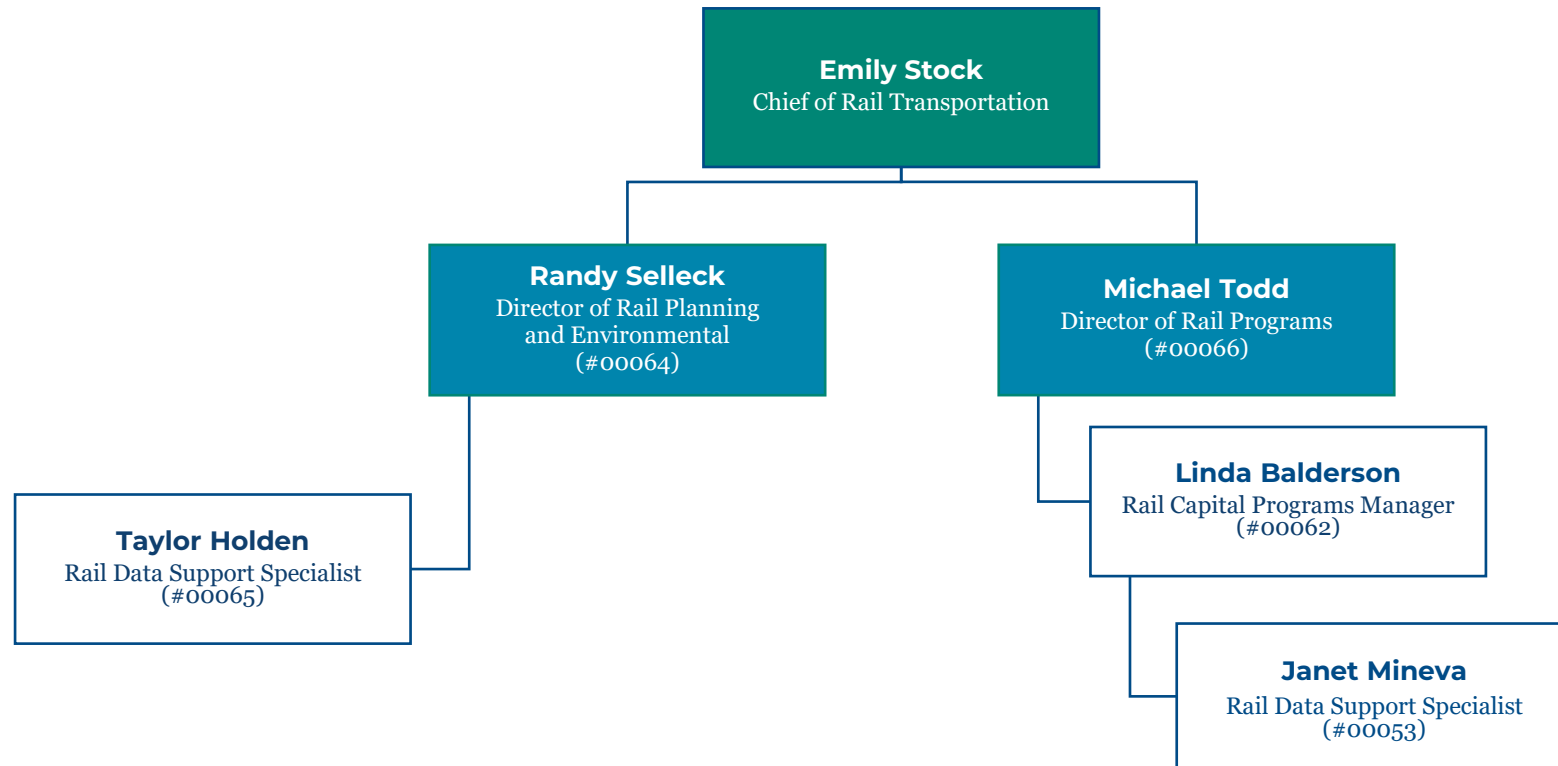 Emily Stock
Chief of Rail Transportation
Randy Selleck
Director of Rail Planning
and Environmental
(#00064)
Michael Todd
Director of Rail Programs
(#00066)
Linda Balderson
Rail Capital Programs Manager
(#00062)
Taylor Holden
Rail Data Support Specialist
(#00065)
Janet Mineva
Rail Data Support Specialist
(#00053)